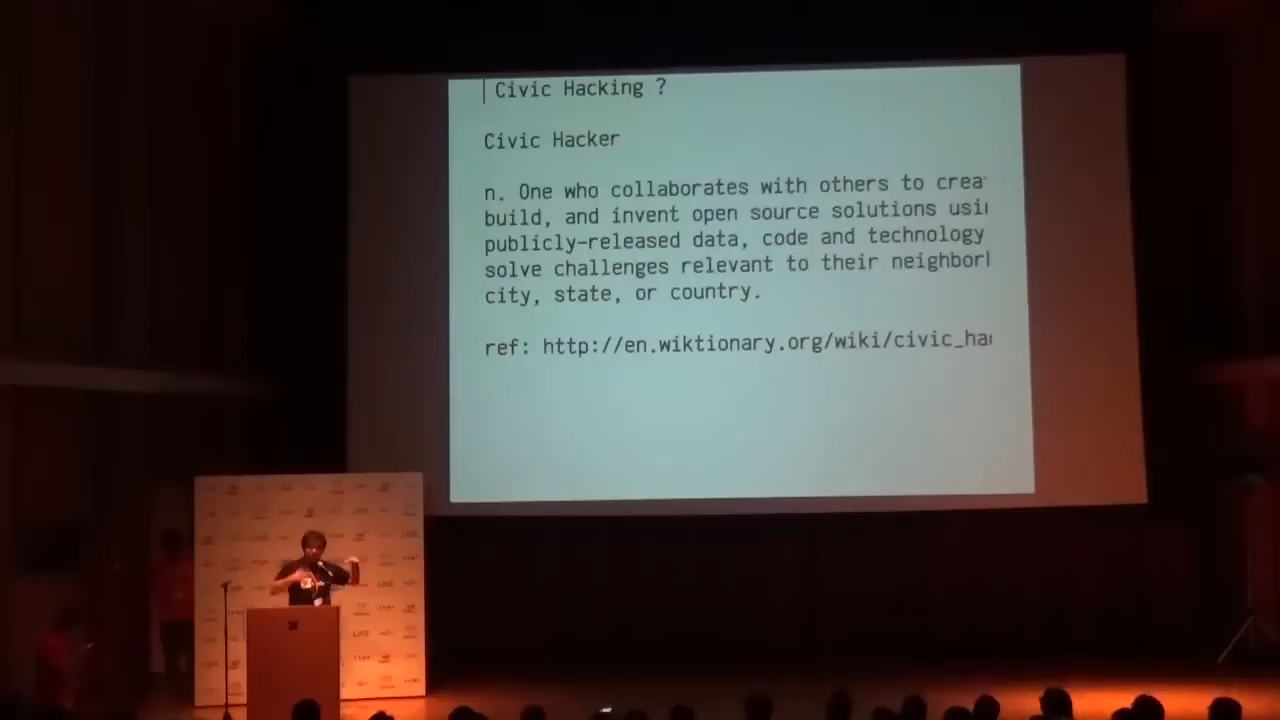 Civic Hacking ?
Civic Hacker
n. One who collaborates with others to crea
build, and invent open source solutions usi
publicly-released data, code and technology
solve challenges relevant to their neighbor
city, state, or country.
ref: http://en.wiktionary.org/wiki/civic_ha